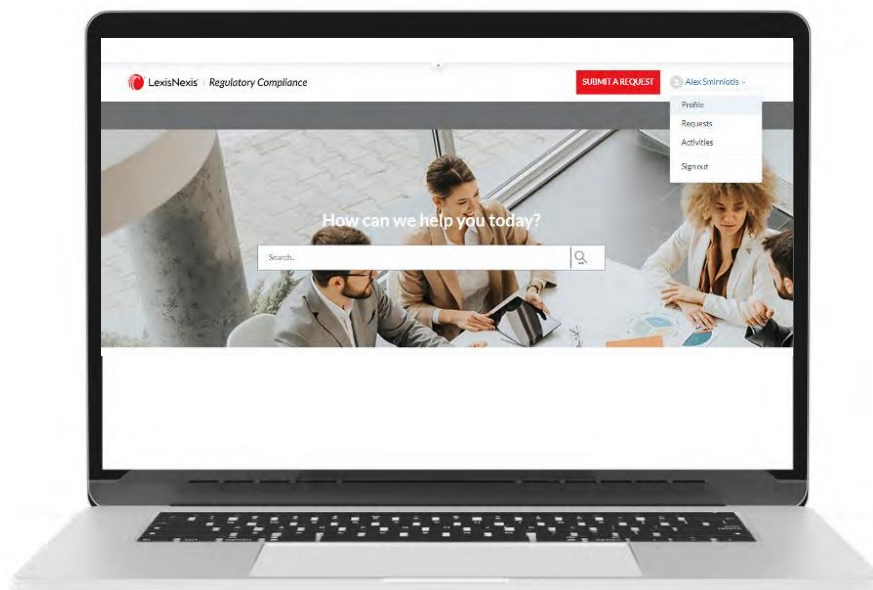 LexisNexis® | Regulatory Compliance
SUBMIT A REQUEST
Alex Smirniotis
Profile
Requests
Activities
Sign out
How can we help you today?
Search..